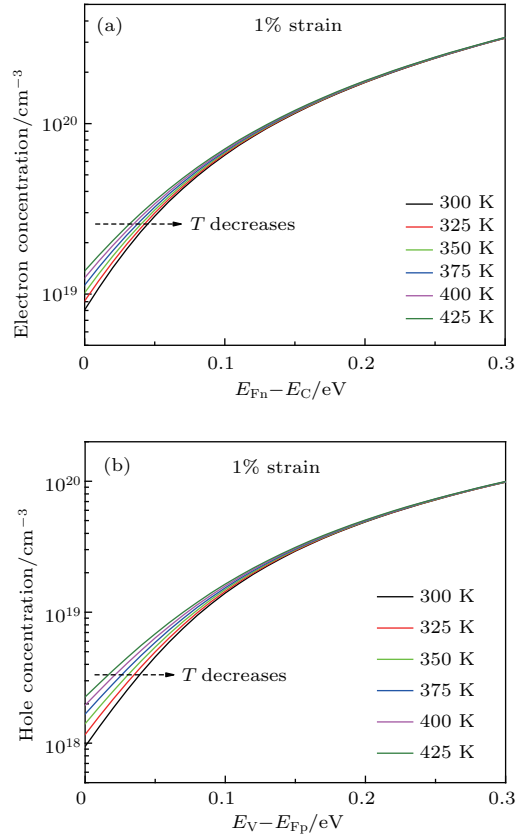 (a)
1% strain
Electron concentration/cm⁻³
10²⁰
10¹⁹
T decreases
300 K
325 K
350 K
375 K
400 K
425 K
0 0.1 0.2 0.3
E_Fn−E_C/eV
(b)
1% strain
Hole concentration/cm⁻³
10²⁰
10¹⁹
10¹⁸
T decreases
300 K
325 K
350 K
375 K
400 K
425 K
0 0.1 0.2 0.3
E_V−E_Fp/eV